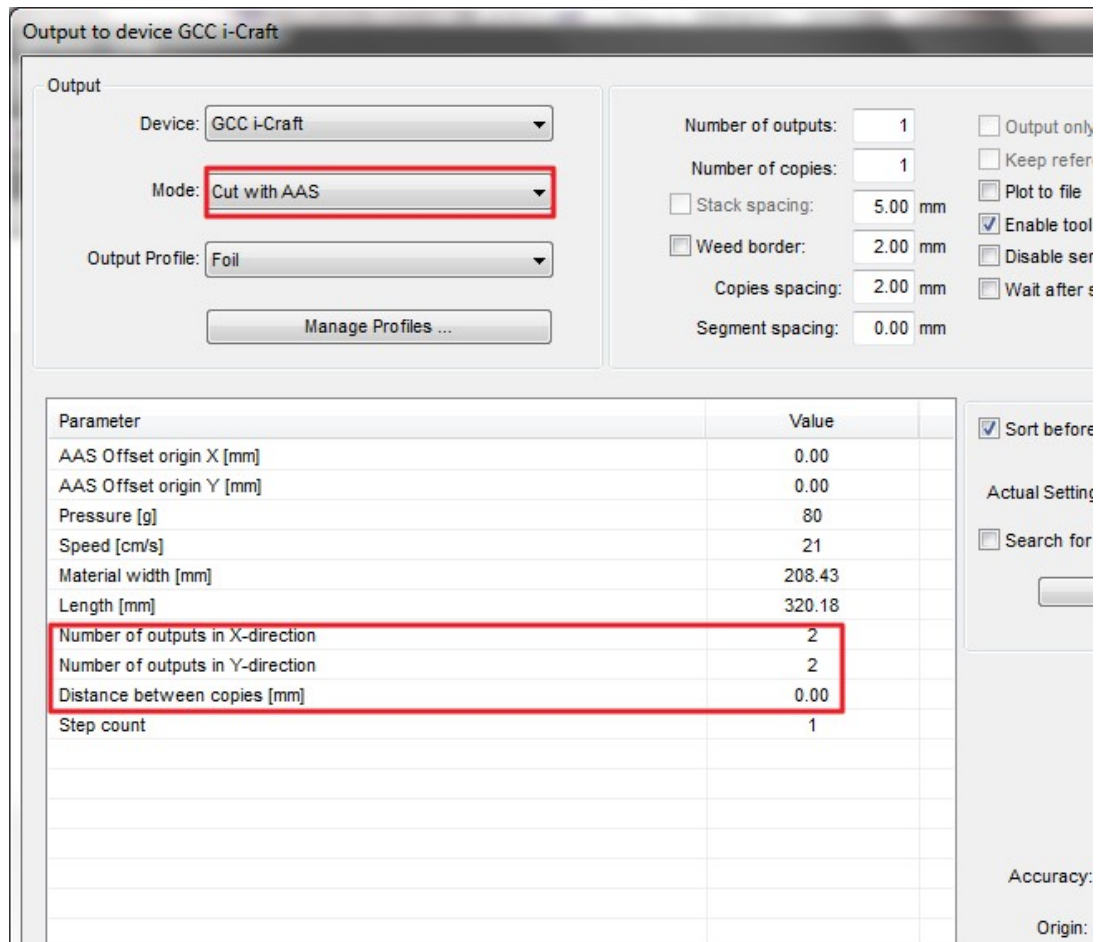 Output to device GCC i-Craft
Output
Device: GCC i-Craft
Mode: Cut with AAS
Output Profile: Foil
Manage Profiles ...
Number of outputs: 1
Number of copies: 1
Stack spacing: 5.00 mm
Weed border: 2.00 mm
Copies spacing: 2.00 mm
Segment spacing: 0.00 mm
Output only
Keep refer
Plot to file
Enable tool
Disable
Wait after
Parameter Value
AAS Offset origin X [mm] 0.00
AAS Offset origin Y [mm] 0.00
Pressure [g] 80
Speed [cm/s] 21
Material width [mm] 208.43
Length [mm] 320.18
Number of outputs in X-direction 2
Number of outputs in Y-direction 2
Distance between copies [mm] 0.00
Step count 1
Sort before
Actual Setting
Search for
Accuracy:
Origin: